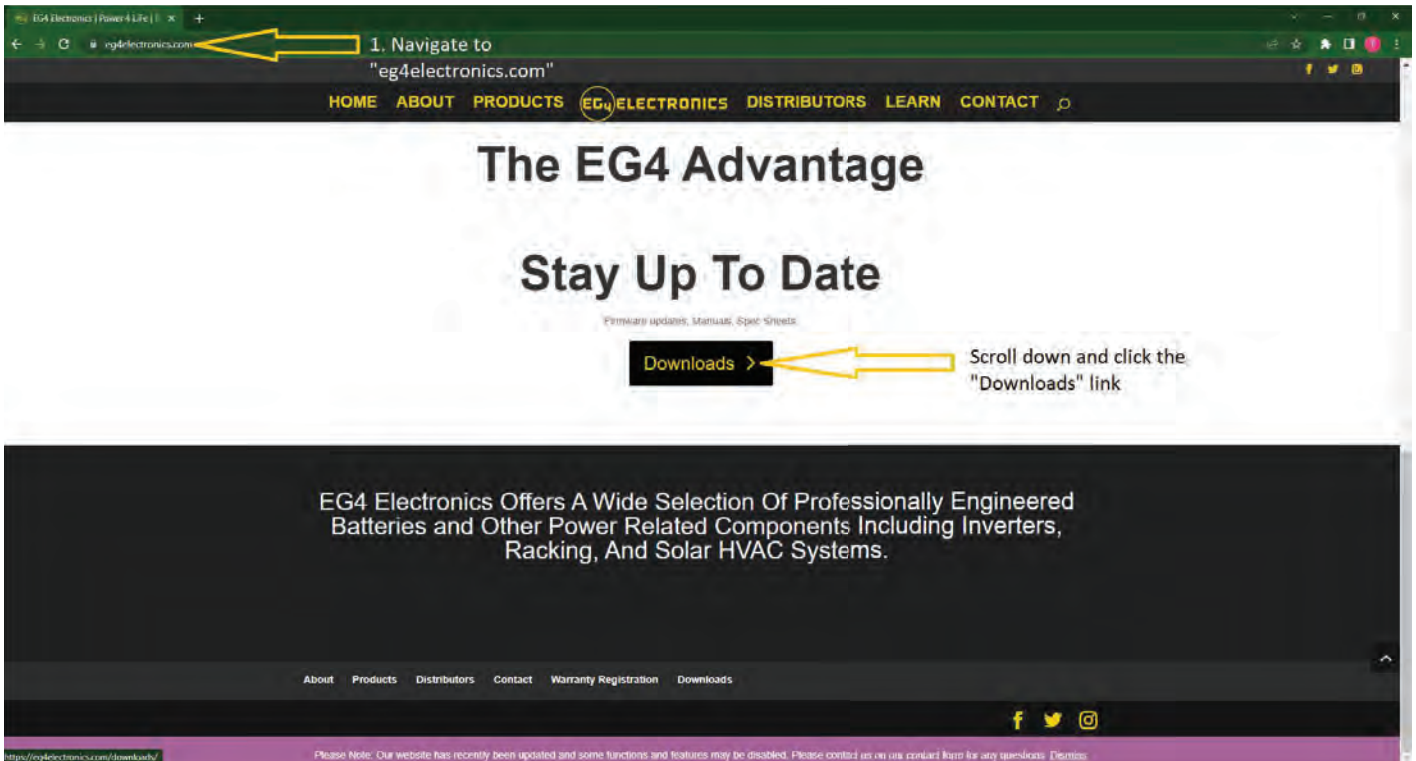 EG4 Electronics | Power 4 Life |
eg4electronics.com
1. Navigate to
"eg4electronics.com"
HOME ABOUT PRODUCTS EG4 ELECTRONICS DISTRIBUTORS LEARN CONTACT
The EG4 Advantage
Stay Up To Date
Firmware updates, Manuals, Spec Sheets
Downloads >
Scroll down and click the
"Downloads" link
EG4 Electronics Offers A Wide Selection Of Professionally Engineered
Batteries and Other Power Related Components Including Inverters,
Racking, And Solar HVAC Systems.
About Products Distributors Contact Warranty Registration Downloads
https://eg4electronics.com/downloads/
Please Note: Our website has recently been updated and some functions and features may be disabled. Please contact us on our contact form for any questions. Dismiss